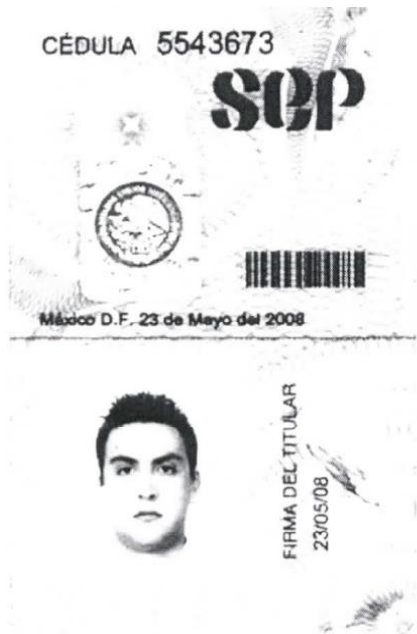 CÉDULA 5543673
SEP
México D.F. 23 de Mayo del 2008
FIRMA DEL TITULAR
23/05/08